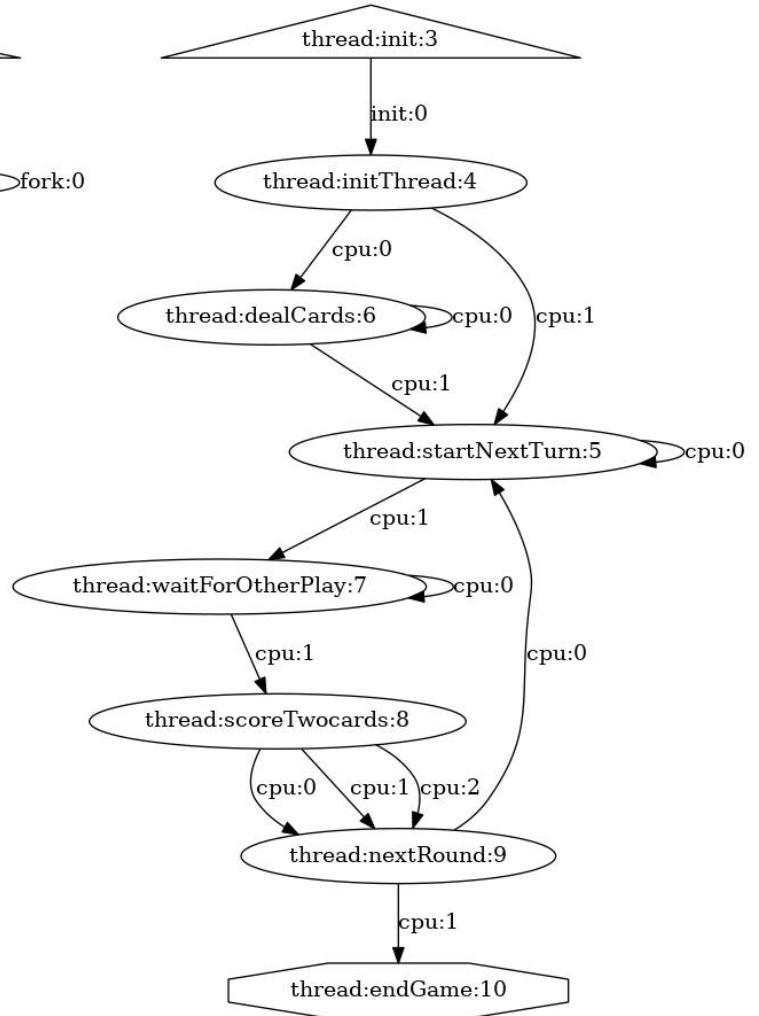 thread:init:3
init:0
fork:0
thread:initThread:4
cpu:0
thread:dealCards:6
cpu:0
cpu:1
cpu:1
thread:startNextTurn:5
cpu:0
cpu:1
thread:waitForOtherPlay:7
cpu:0
cpu:1
cpu:0
thread:scoreTwocards:8
cpu:0
cpu:1
cpu:2
thread:nextRound:9
cpu:1
thread:endGame:10